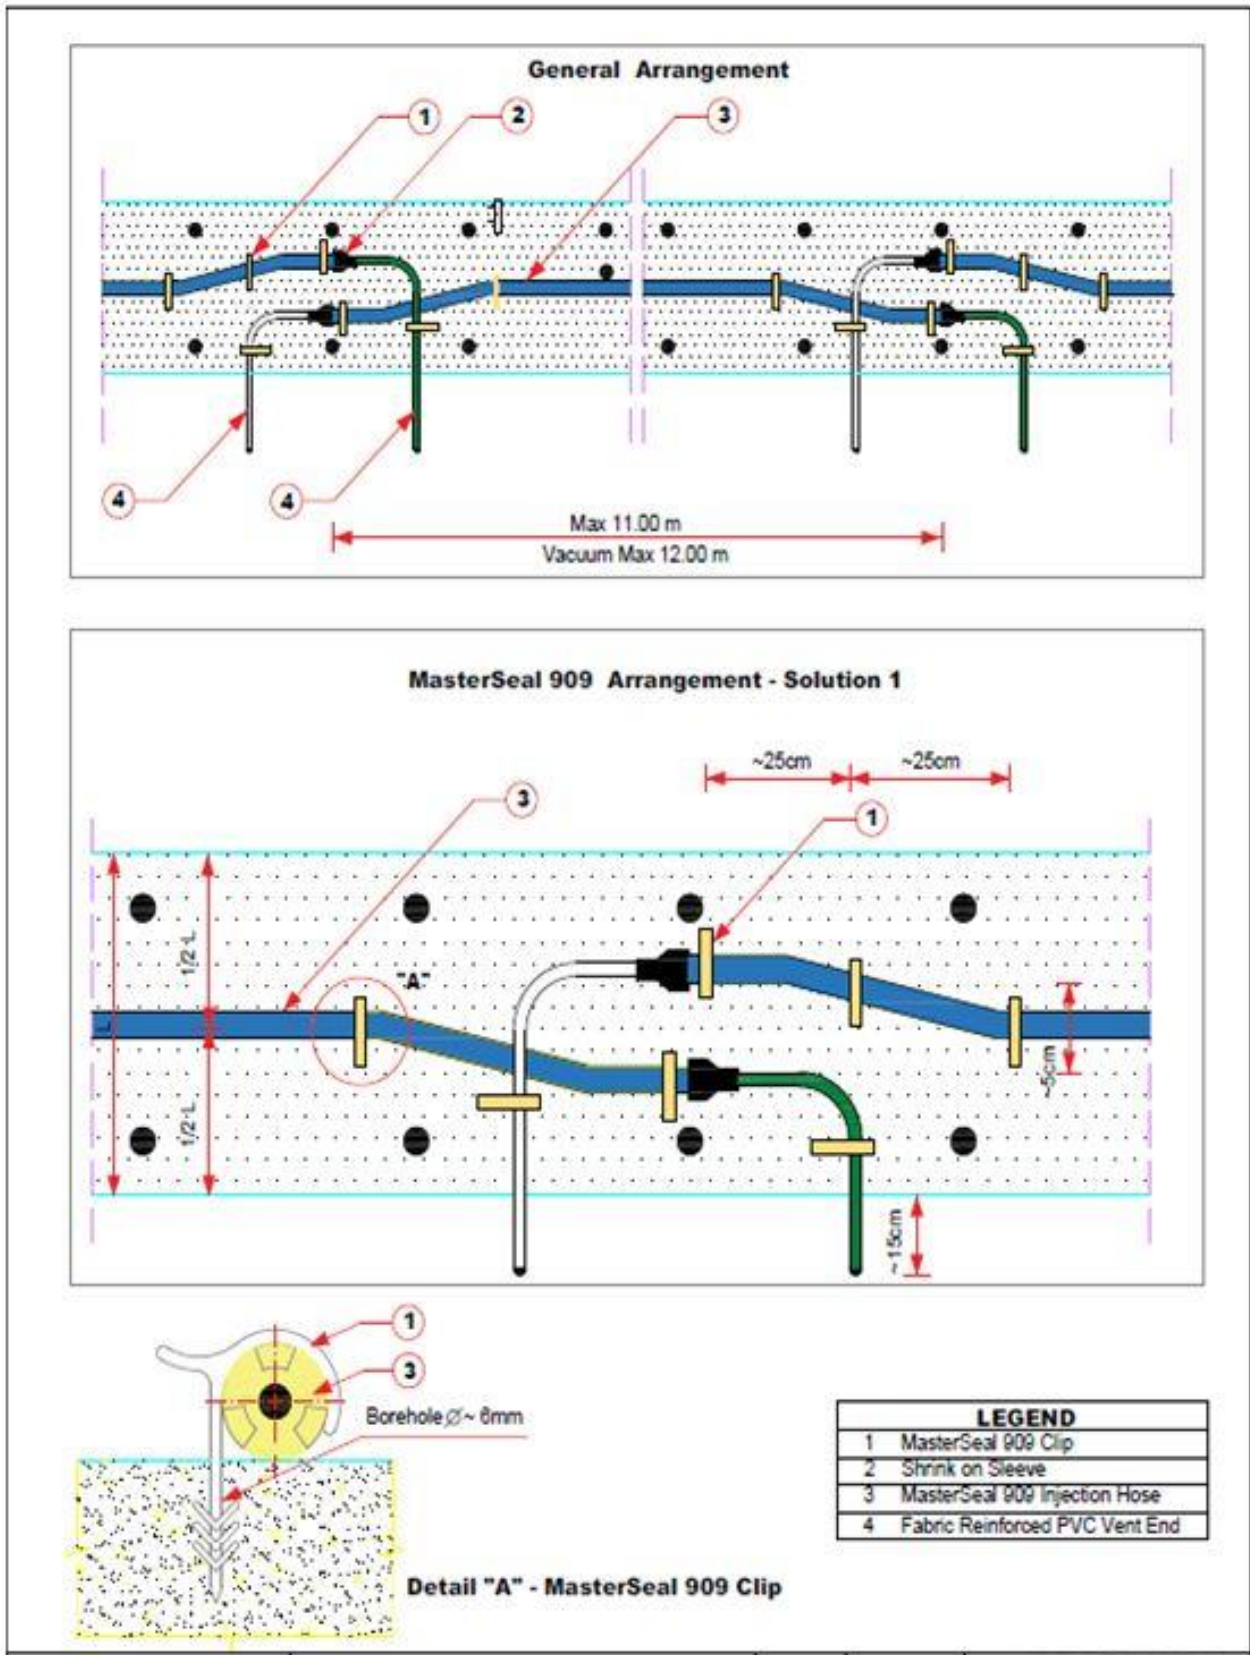 General Arrangement
1
2
3
4
4
Max 11.00 m
Vacuum Max 12.00 m
MasterSeal 909 Arrangement - Solution 1
~25cm
~25cm
3
1
"A"
1/2·L
L
1/2·L
~5cm
~15cm
1
3
Borehole Ø~ 6mm
LEGEND
1 MasterSeal 909 Clip
2 Shrink on Sleeve
3 MasterSeal 909 Injection Hose
4 Fabric Reinforced PVC Vent End
Detail "A" - MasterSeal 909 Clip